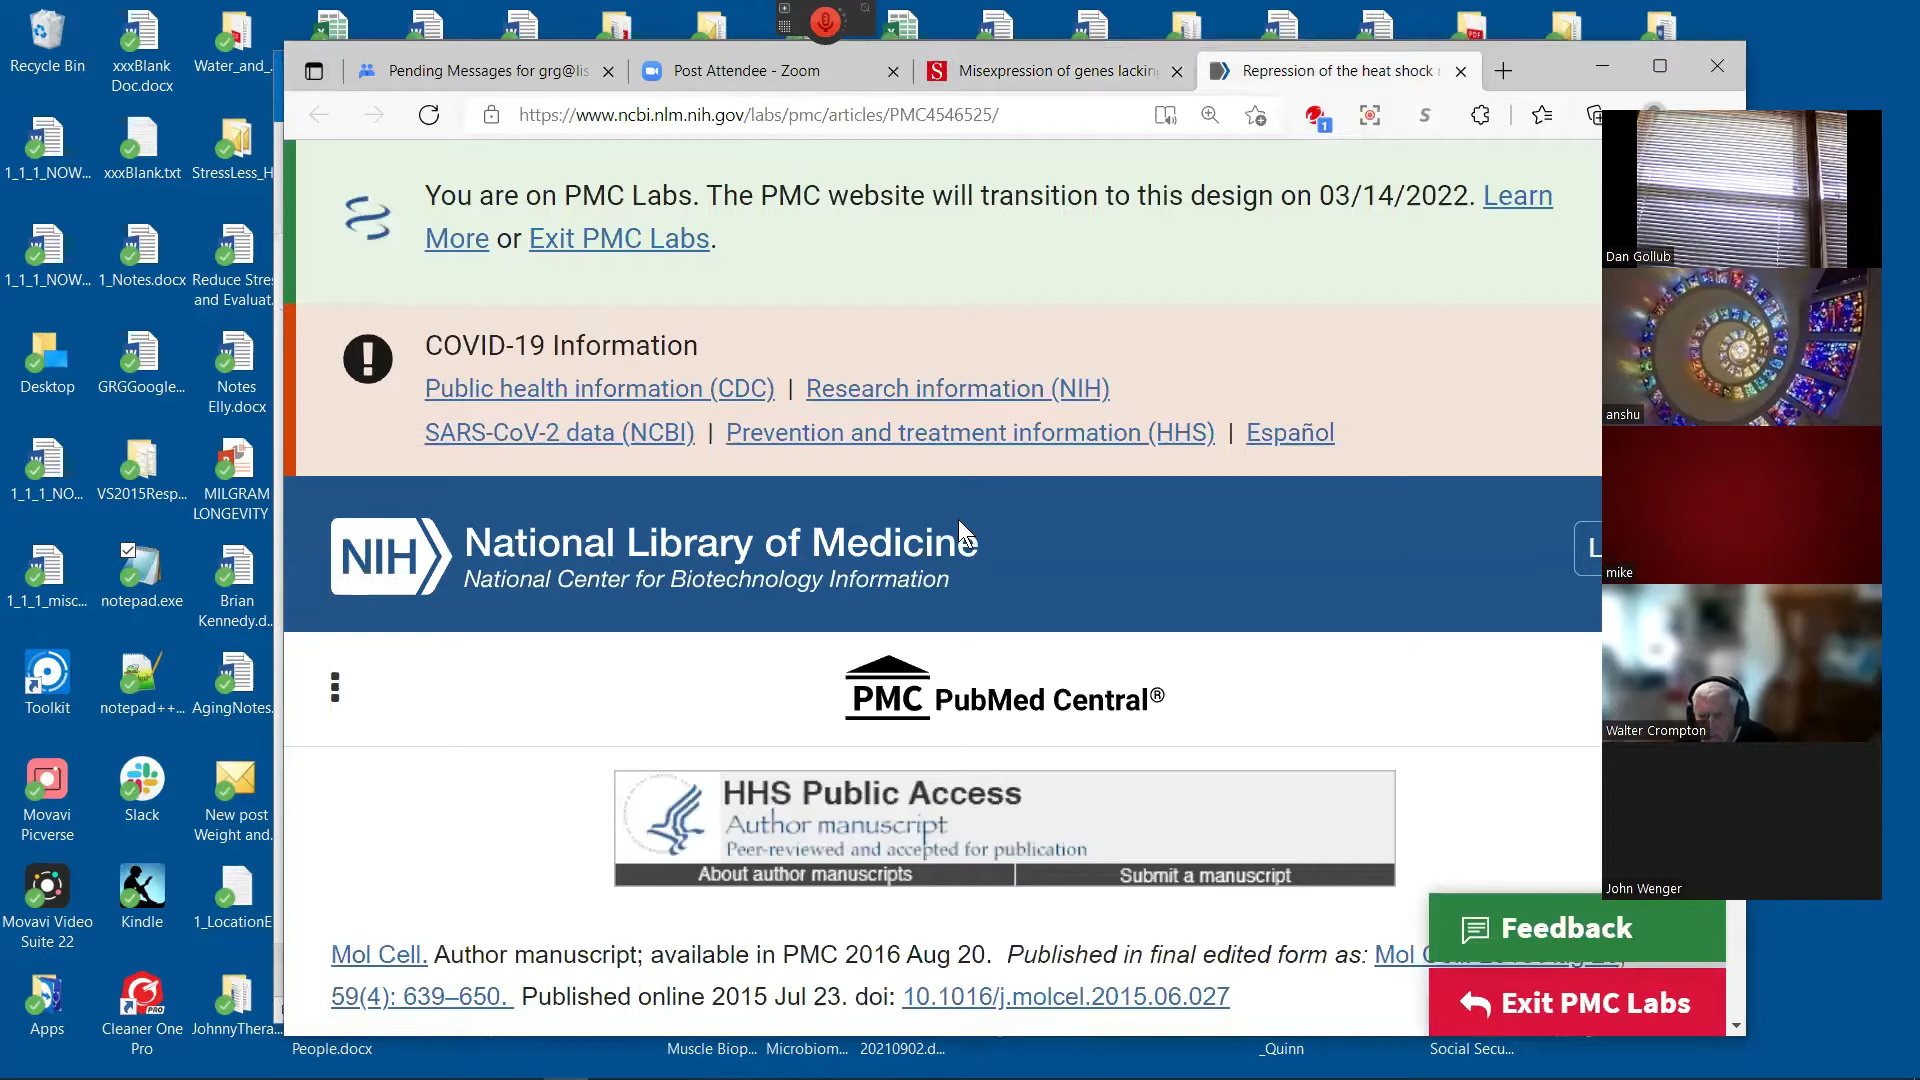 Recycle Bin
xxxBlank Doc.docx
Water_and_...
Pending Messages for grg@lis
Post Attendee - Zoom
Misexpression of genes lackin
Repression of the heat shock
https://www.ncbi.nlm.nih.gov/labs/pmc/articles/PMC4546525/
1
You are on PMC Labs. The PMC website will transition to this design on 03/14/2022. Learn
More or Exit PMC Labs.
COVID-19 Information
Public health information (CDC) | Research information (NIH)
SARS-CoV-2 data (NCBI) | Prevention and treatment information (HHS) | Español
NIH National Library of Medicine
National Center for Biotechnology Information
L
PMC PubMed Central®
HHS Public Access
Author manuscript
Peer-reviewed and accepted for publication
About author manuscripts
Submit a manuscript
Mol Cell. Author manuscript; available in PMC 2016 Aug 20. Published in final edited form as: Mol
59(4): 639–650. Published online 2015 Jul 23. doi: 10.1016/j.molcel.2015.06.027
Feedback
Exit PMC Labs
Dan Gollub
anshu
mike
Walter Crompton
John Wenger
1_1_1_NOW...
xxxBlank.txt
StressLess_H
1_1_1_NOW...
1_Notes.docx
Reduce Stre
and Evaluat.
Desktop
GRGGoogle...
Notes
Elly.docx
1_1_1_NO...
VS2015Resp...
MILGRAM
LONGEVITY
1_1_1_misc...
notepad.exe
Brian
Kennedy.d..
Toolkit
notepad++...
AgingNotes.
Movavi
Picverse
Slack
New post
Weight and.
Movavi Video
Suite 22
Kindle
1_LocationE
Apps
Cleaner One
Pro
JohnnyThera...
People.docx
Muscle Biop...
Microbiom...
20210902.d...
_Quinn
Social Secu...